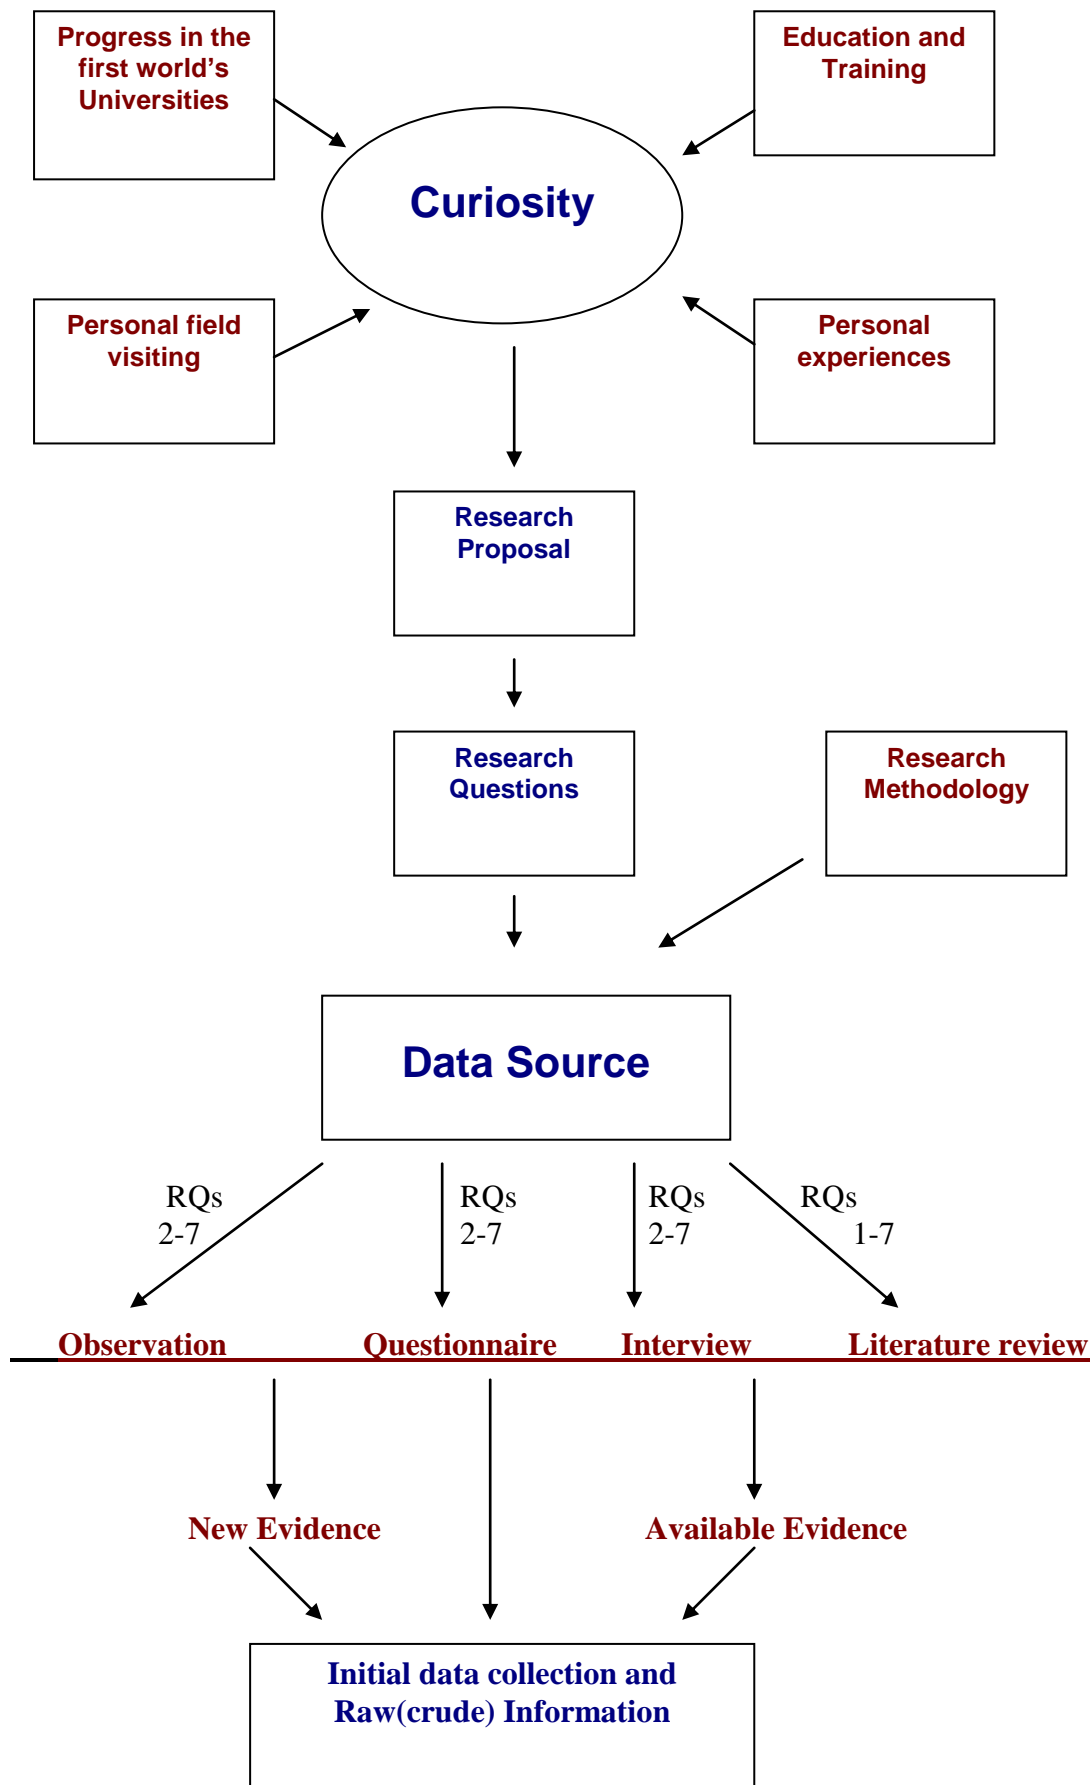 Progress in the
first world's
Universities
Education and
Training
Curiosity
Personal field
visiting
Personal
experiences
Research
Proposal
Research
Questions
Research
Methodology
Data Source
RQs
2-7
RQs
2-7
RQs
2-7
RQs
1-7
Observation Questionnaire Interview Literature review
New Evidence Available Evidence
Initial data collection and
Raw(crude) Information